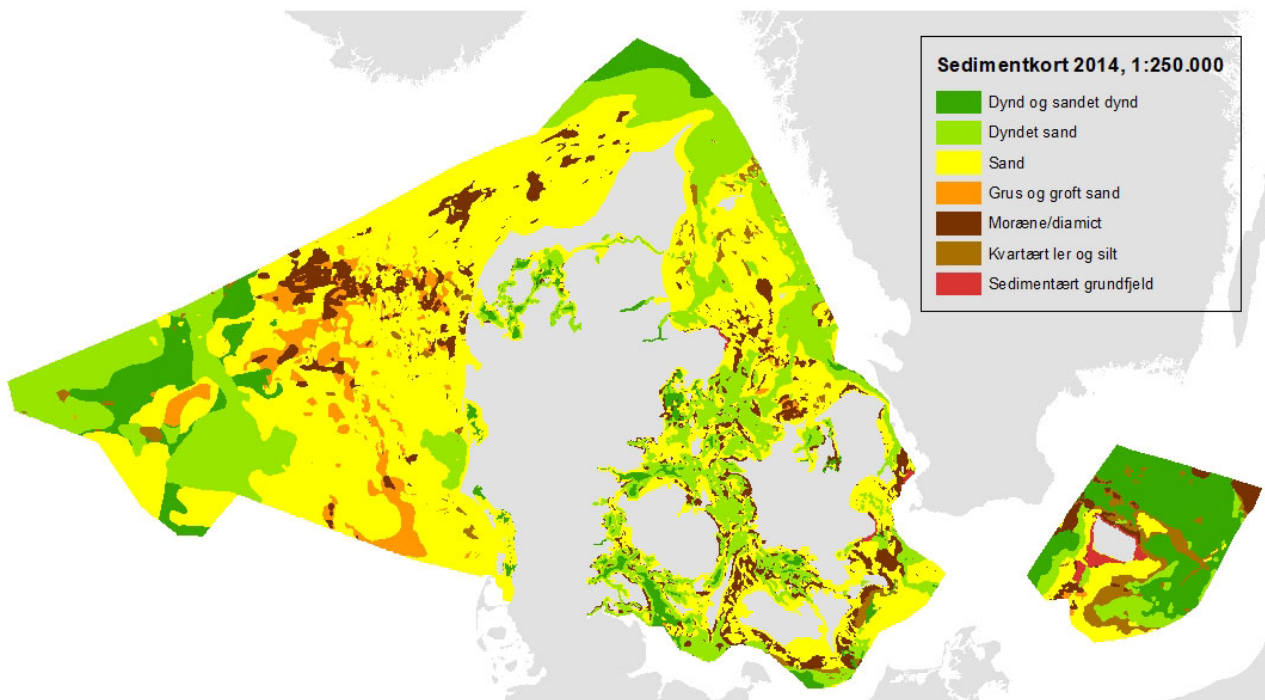 Sedimentkort 2014, 1:250.000
Dynd og sandet dynd
Dyndet sand
Sand
Grus og groft sand
Moræne/diamict
Kvartært ler og silt
Sedimentært grundfjeld